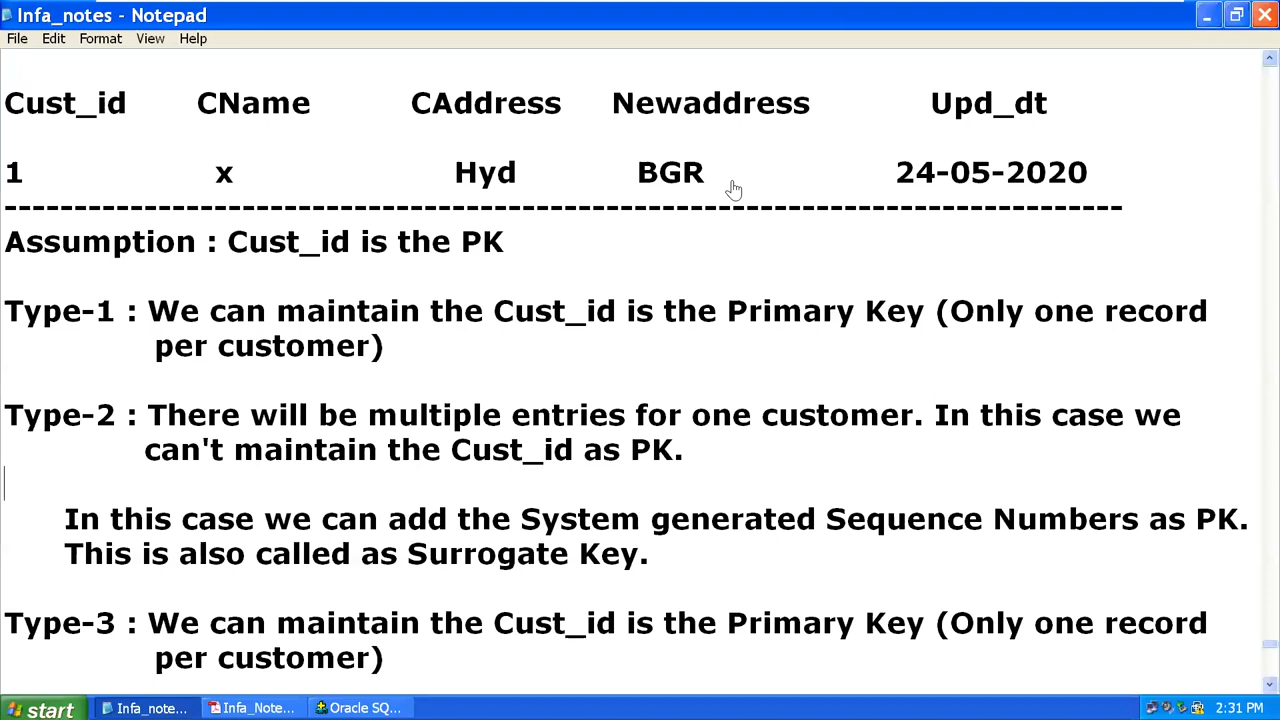 Infa_notes - Notepad
File Edit Format View Help
Cust_id CName CAddress Newaddress Upd_dt
1 x Hyd BGR 24-05-2020
--------------------------------------------------------------------------------
Assumption : Cust_id is the PK
Type-1 : We can maintain the Cust_id is the Primary Key (Only one record
per customer)
Type-2 : There will be multiple entries for one customer. In this case we
can't maintain the Cust_id as PK.
In this case we can add the System generated Sequence Numbers as PK.
This is also called as Surrogate Key.
Type-3 : We can maintain the Cust_id is the Primary Key (Only one record
per customer)
start Infa_note... Infa_Note... Oracle SQ... 2:31 PM